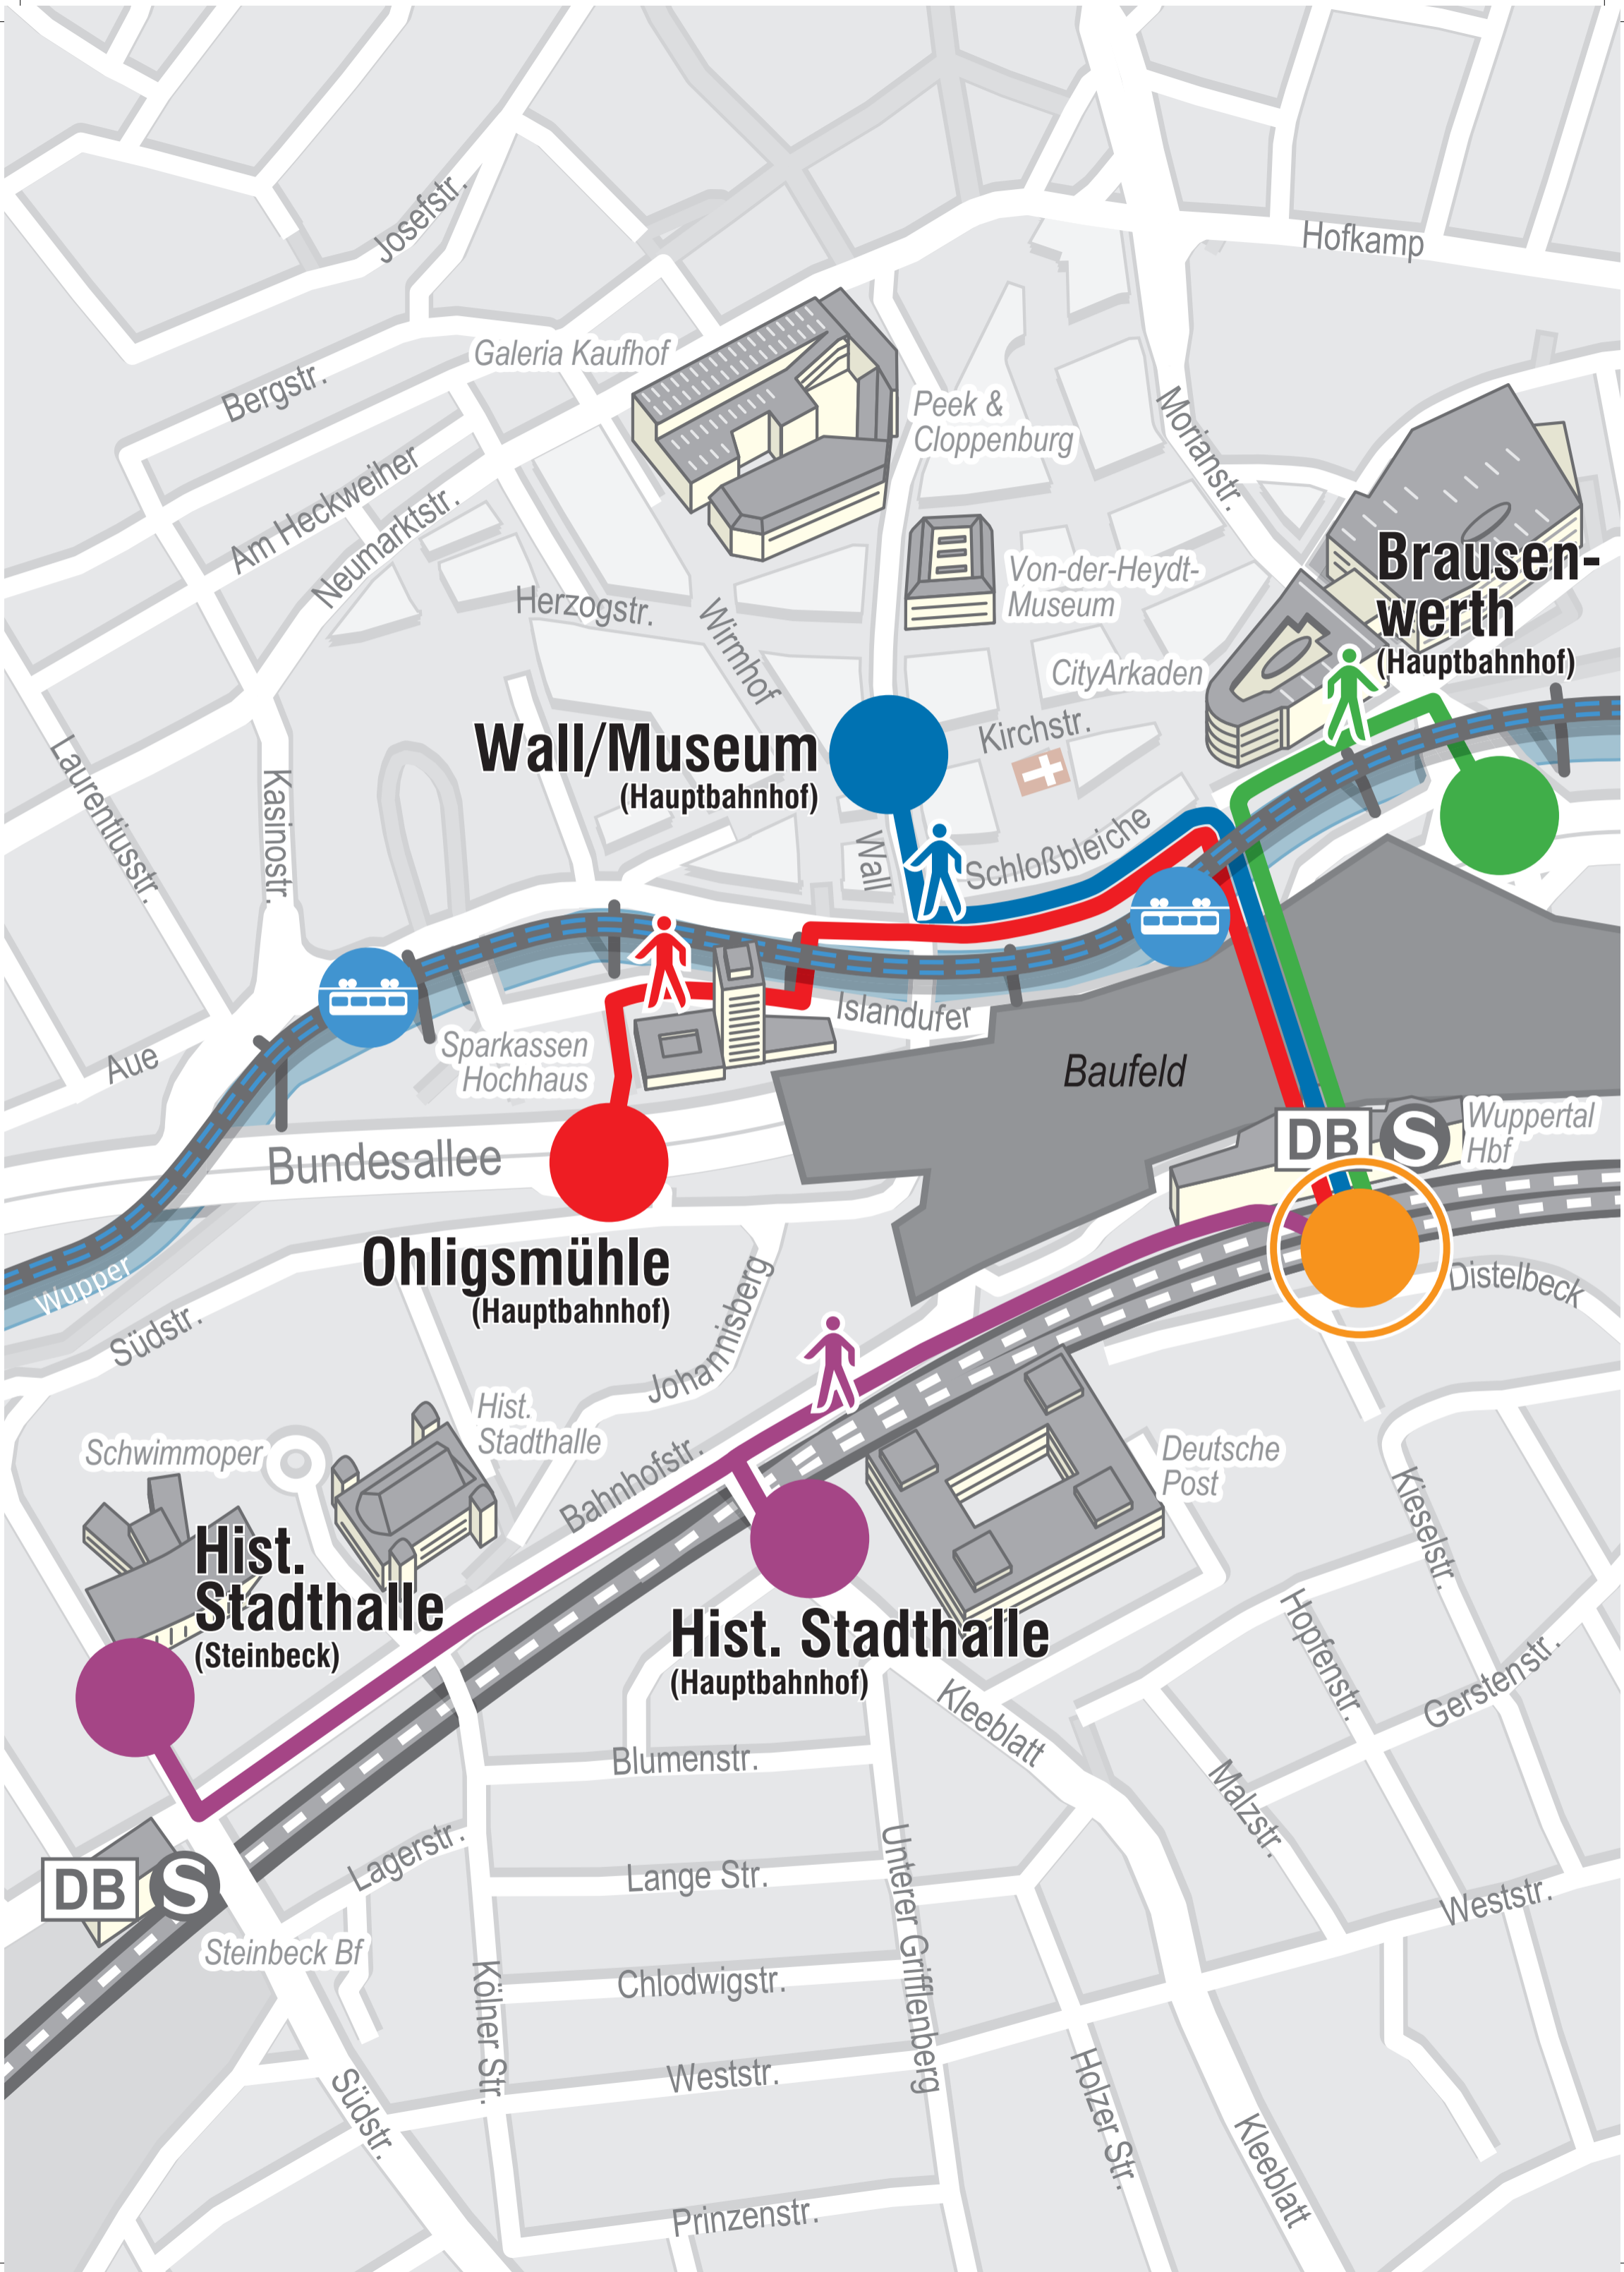 Josefstr.
Hofkamp
Galeria Kaufhof
Bergstr.
Peek &
Cloppenburg
Morianstr.
Am Heckweiher
Neumarktstr.
Brausen-
werth
(Hauptbahnhof)
Von-der-Heydt-
Museum
Herzogstr.
Wirmhof
CityArkaden
Kirchstr.
Wall/Museum
(Hauptbahnhof)
Laurentiusstr.
Kasinostr.
Wall
Schloßbleiche
Islandufer
Aue
Sparkassen
Hochhaus
Baufeld
Bundesallee
DB
S
Wuppertal
Hbf
Ohligsmühle
(Hauptbahnhof)
Wupper
Distelbeck
Südstr.
Johannisberg
Hist.
Stadthalle
Schwimmoper
Bahnhofstr.
Deutsche
Post
Kieselstr.
Hist.
Stadthalle
(Steinbeck)
Hist. Stadthalle
(Hauptbahnhof)
Hopfenstr.
Gerstenstr.
Kleeblatt
Blumenstr.
Malzstr.
Lagerstr.
DB
S
Steinbeck Bf
Lange Str.
Unterer Grifflenberg
Weststr.
Kölner Str.
Chlodwigstr.
Weststr.
Südstr.
Holzer Str.
Kleeblatt
Prinzenstr.